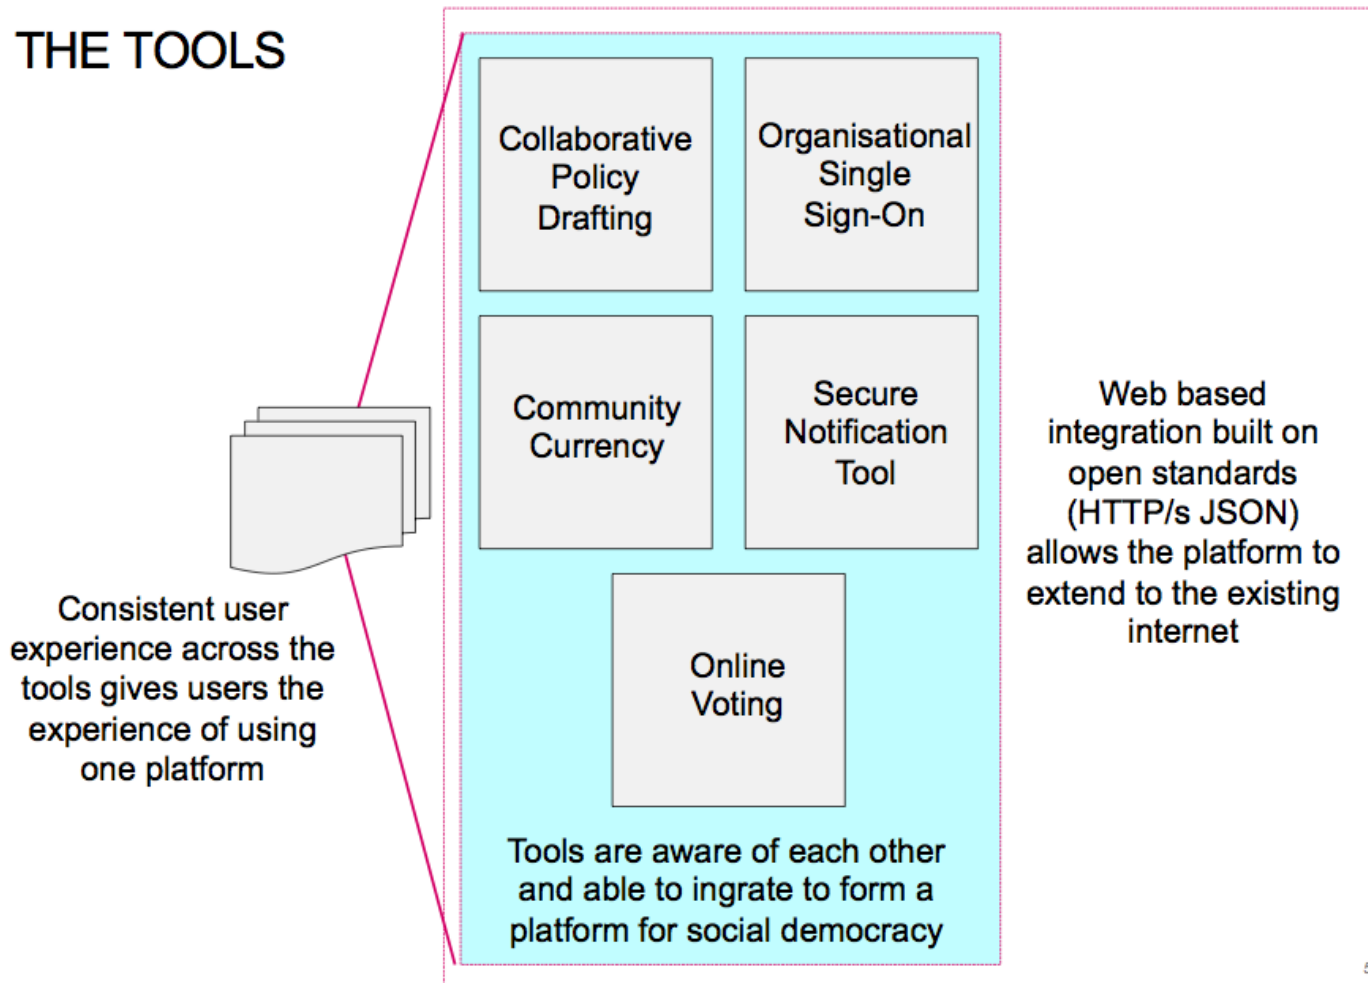 THE TOOLS
Collaborative
Policy
Drafting
Organisational
Single
Sign-On
Community
Currency
Secure
Notification
Tool
Online
Voting
Tools are aware of each other
and able to ingrate to form a
platform for social democracy
Consistent user
experience across the
tools gives users the
experience of using
one platform
Web based
integration built on
open standards
(HTTP/s JSON)
allows the platform to
extend to the existing
internet
5